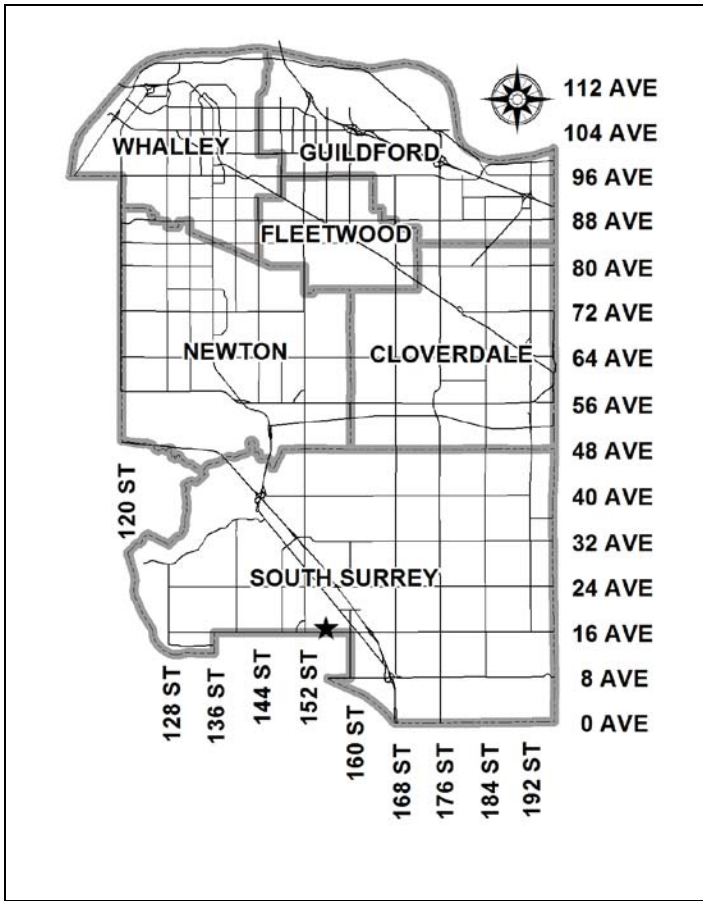 112 AVE
104 AVE
WHALLEY
GUILDFORD
96 AVE
88 AVE
FLEETWOOD
80 AVE
72 AVE
NEWTON
CLOVERDALE
64 AVE
56 AVE
48 AVE
120 ST
40 AVE
32 AVE
SOUTH SURREY
24 AVE
16 AVE
128 ST
136 ST
144 ST
152 ST
8 AVE
160 ST
0 AVE
168 ST
176 ST
184 ST
192 ST